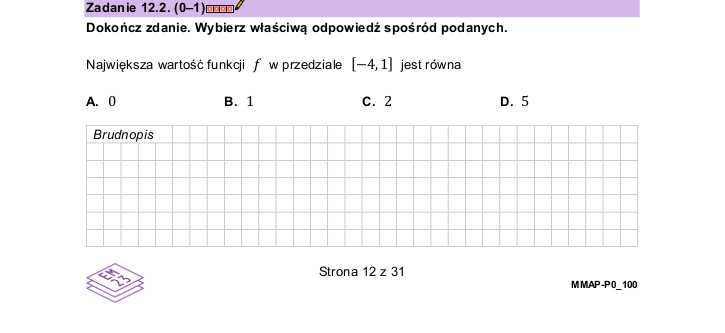 Zadanie 12.2. (0–1)
Dokończ zdanie. Wybierz właściwą odpowiedź spośród podanych.
Największa wartość funkcji f w przedziale [−4, 1] jest równa
A. 0 B. 1 C. 2 D. 5
Brudnopis
EM
23
Strona 12 z 31
MMAP-P0_100